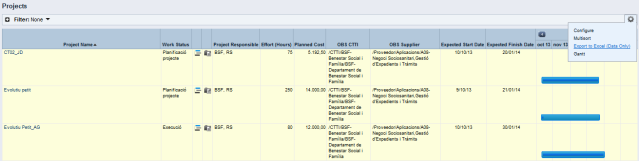 Projects
Filter: None
Configure
Multisort
Export to Excel (Data Only)
Gantt
Project Name Work Status Project Responsible Effort (Hours) Planned Cost OBS CTTI OBS Supplier Expected Start Date Expected Finish Date oct 13 nov 13
CT02_JD Planificació projecte BSF, RS 75 5.192,50 /CTTI/BSF-Benestar Social i Família/BSF-Departament de Benestar Social i Família /Proveedor/Aplicacions/A08-Negoci Sociosanitari,Gestió d'Expedients i Tràmits 10/10/13 20/01/14
Evolutiu petit Planificació projecte BSF, RS 250 14.000,00 /CTTI/BSF-Benestar Social i Família/BSF-Departament de Benestar Social i Família /Proveedor/Aplicacions/A08-Negoci Sociosanitari,Gestió d'Expedients i Tràmits 9/10/13 21/01/14
Evolutiu Petit_AG Execució BSF, RS 80 12.000,00 /CTTI/BSF-Benestar Social i Família/BSF-Departament de Benestar Social i Família /Proveedor/Aplicacions/A08-Negoci Sociosanitari,Gestió d'Expedients i Tràmits 10/10/13 30/01/14